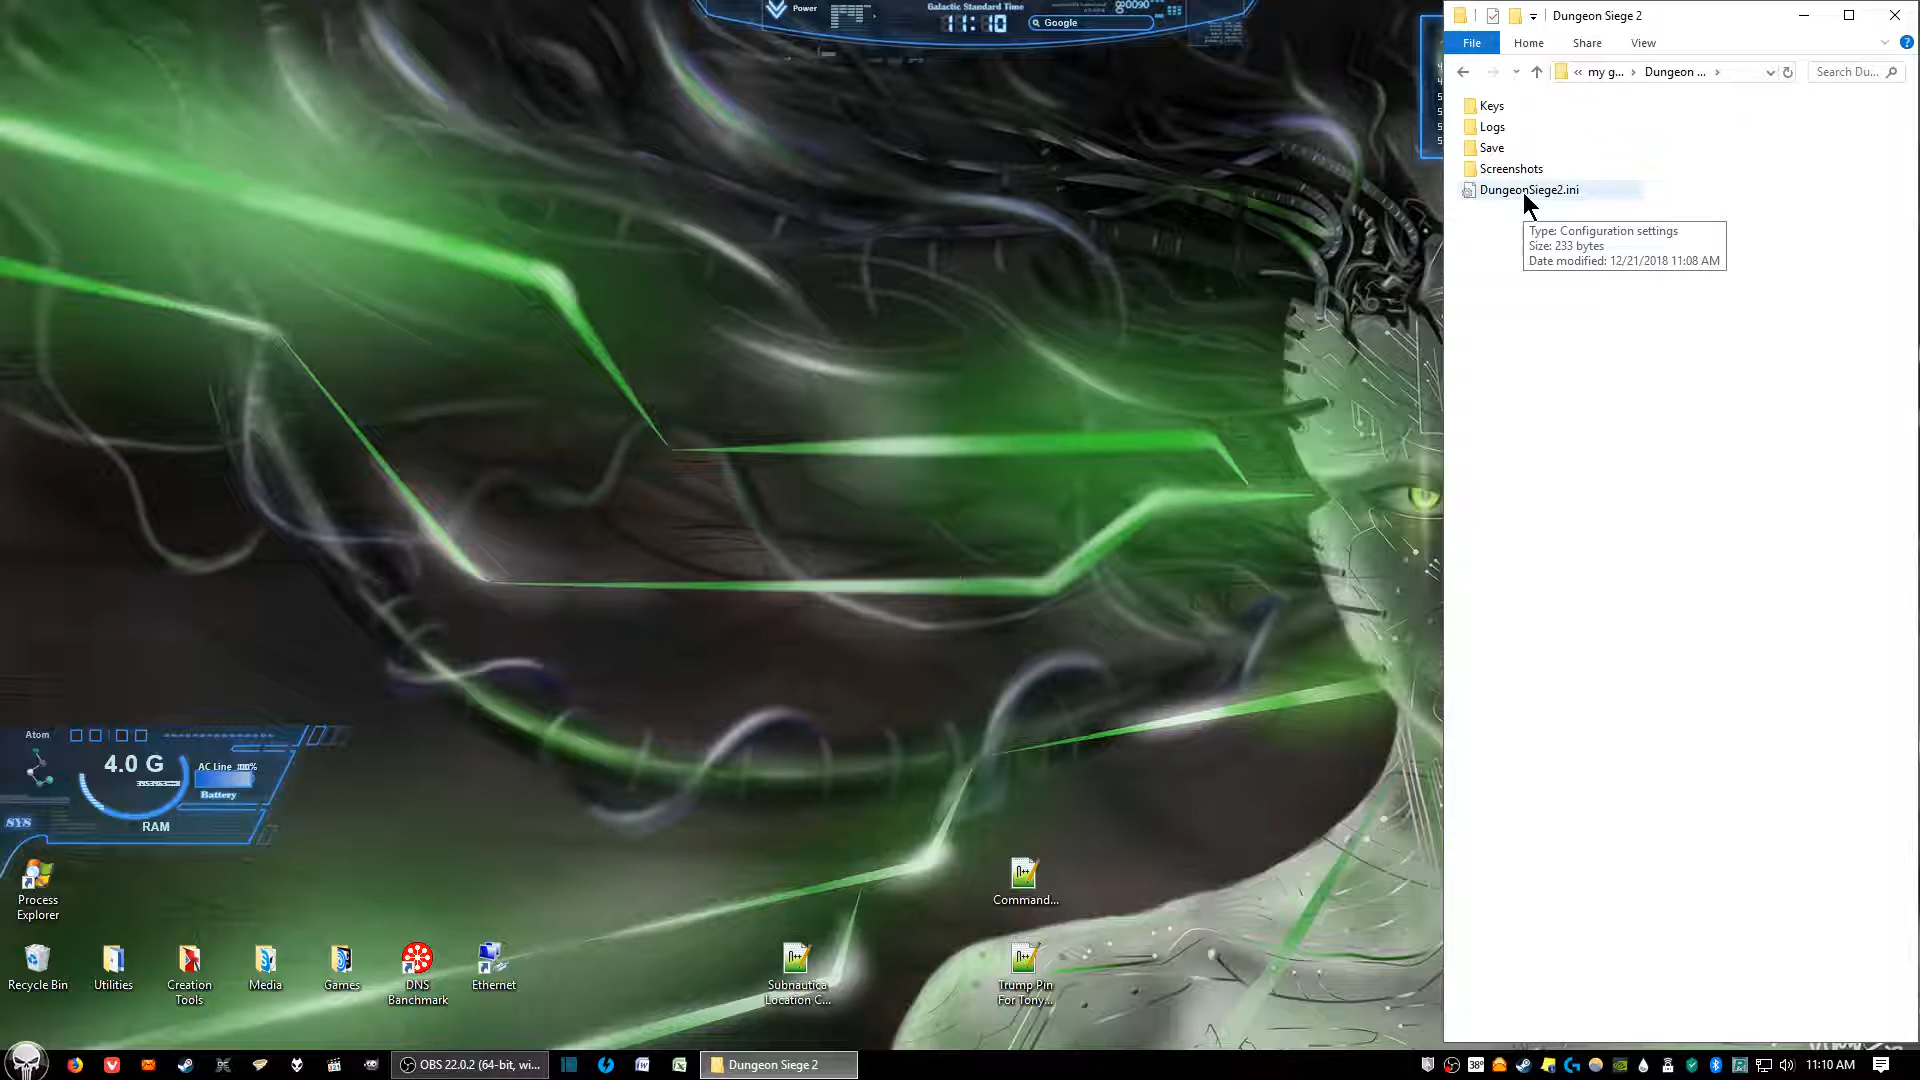 Power
Galactic Standard Time
11:10
Google
Dungeon Siege 2
File
Home
Share
View
« my g... › Dungeon ... ›
Search Du...
Keys
Logs
Save
Screenshots
DungeonSiege2.ini
Type: Configuration settings
Size: 233 bytes
Date modified: 12/21/2018 11:08 AM
Atom
4.0 G
RAM
AC Line
Battery
SYS
Process
Explorer
Command...
Recycle Bin
Utilities
Creation
Tools
Media
Games
DNS
Banchmark
Ethernet
Subnautica
Location C...
Trump Pin
For Tony...
OBS 22.0.2 (64-bit, wi...
Dungeon Siege 2
38°
11:10 AM